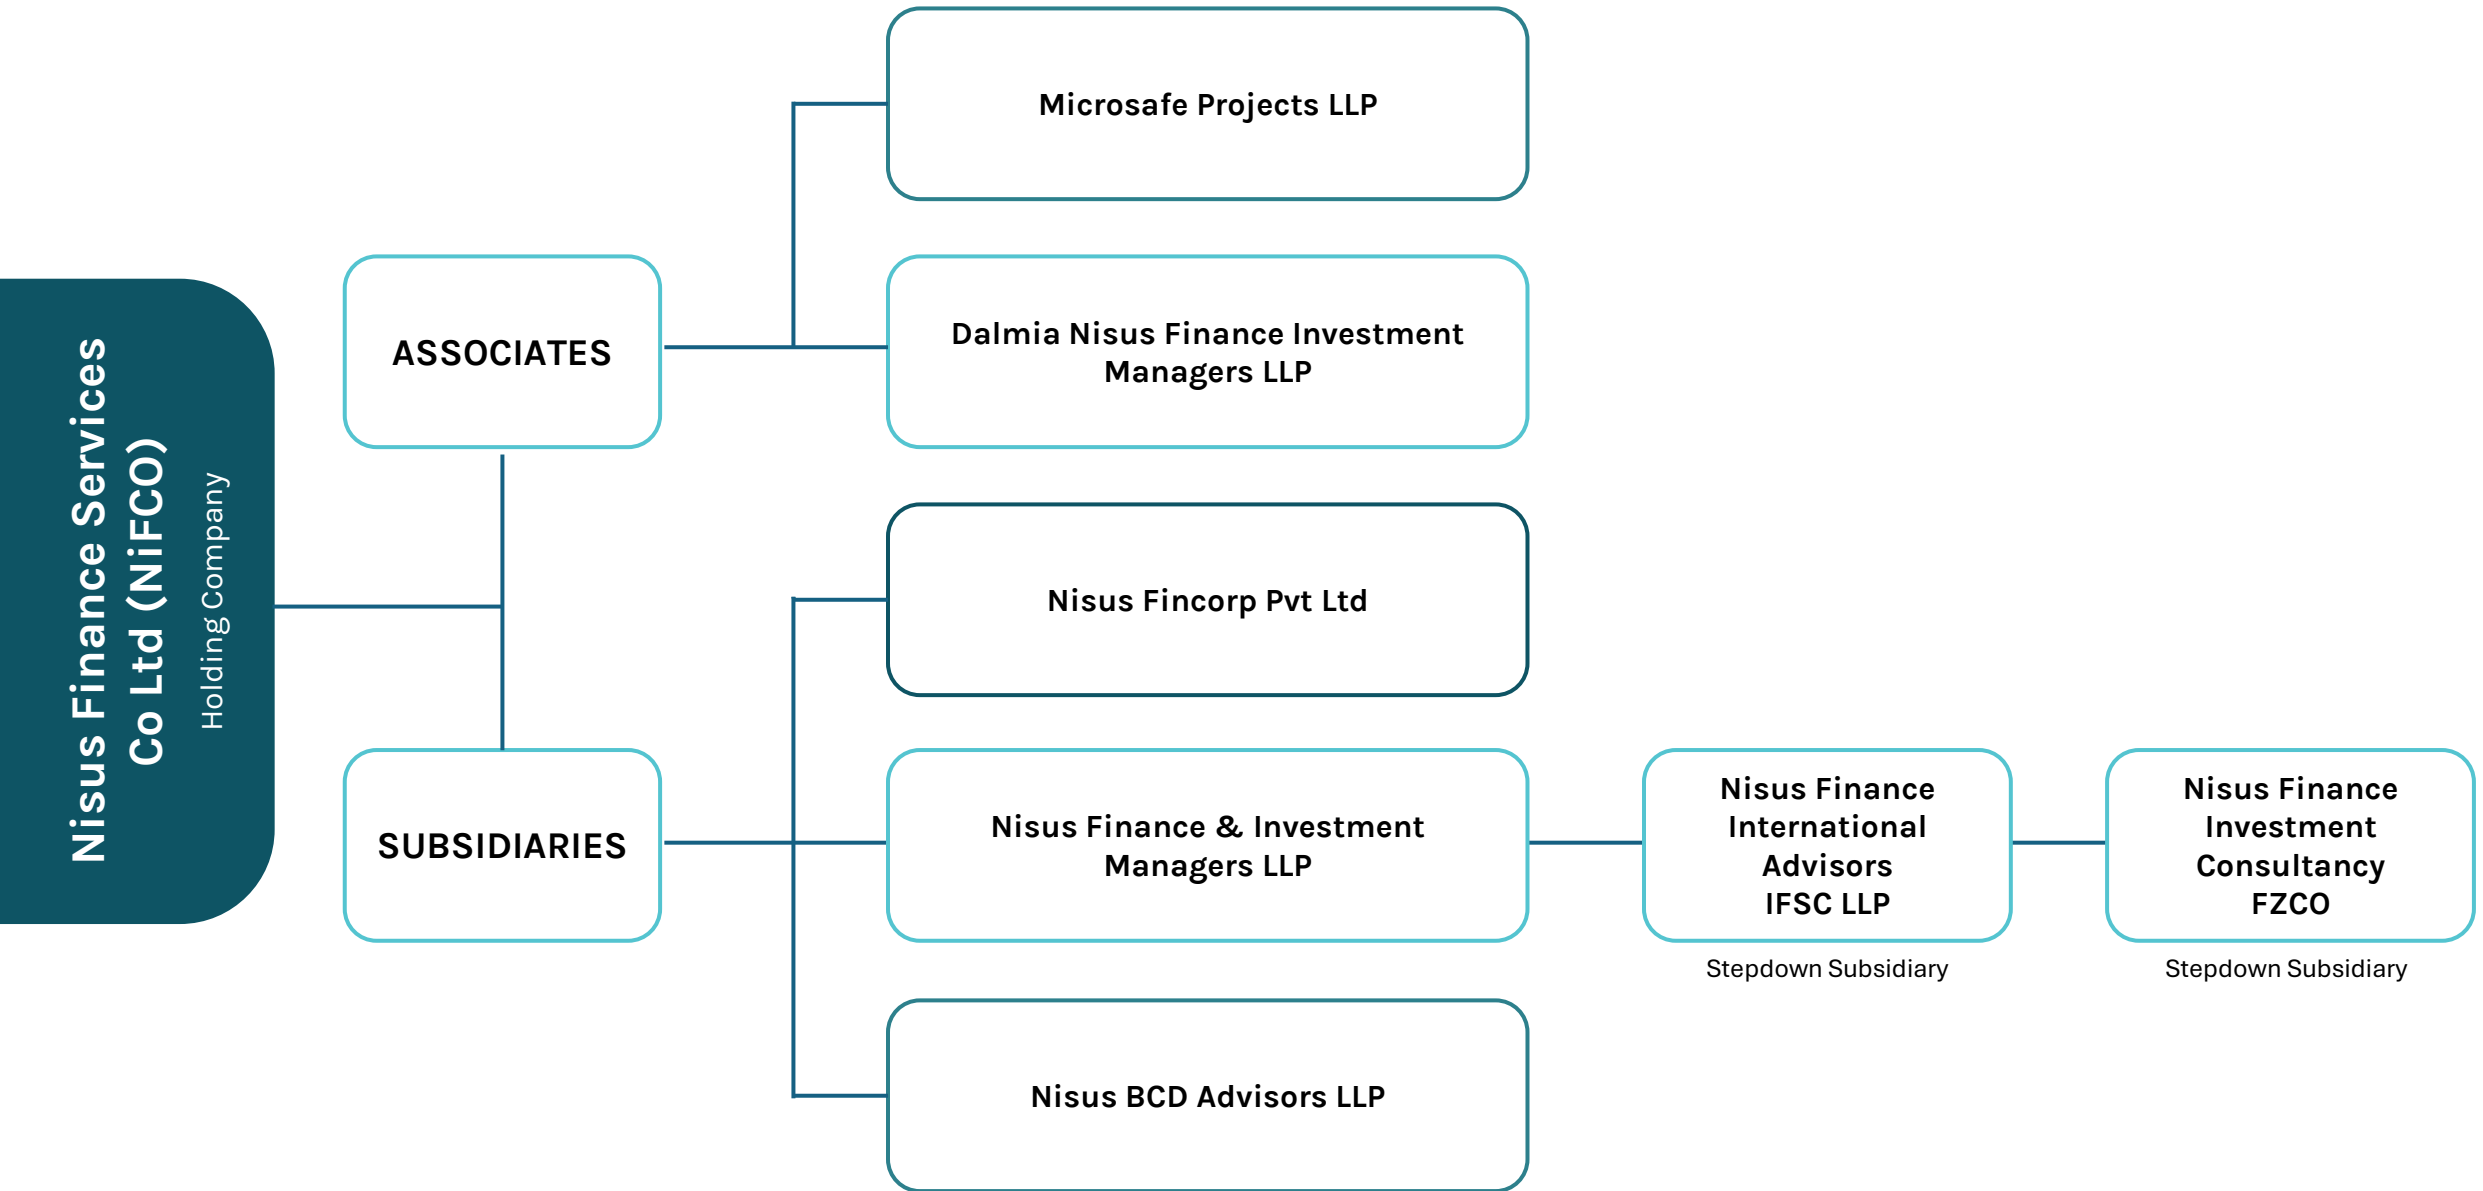 Nisus Finance Services
Co Ltd (NiFCO)
Holding Company
ASSOCIATES
Microsafe Projects LLP
Dalmia Nisus Finance Investment
Managers LLP
SUBSIDIARIES
Nisus Fincorp Pvt Ltd
Nisus Finance & Investment
Managers LLP
Nisus Finance
International
Advisors
IFSC LLP
Stepdown Subsidiary
Nisus Finance
Investment
Consultancy
FZCO
Stepdown Subsidiary
Nisus BCD Advisors LLP